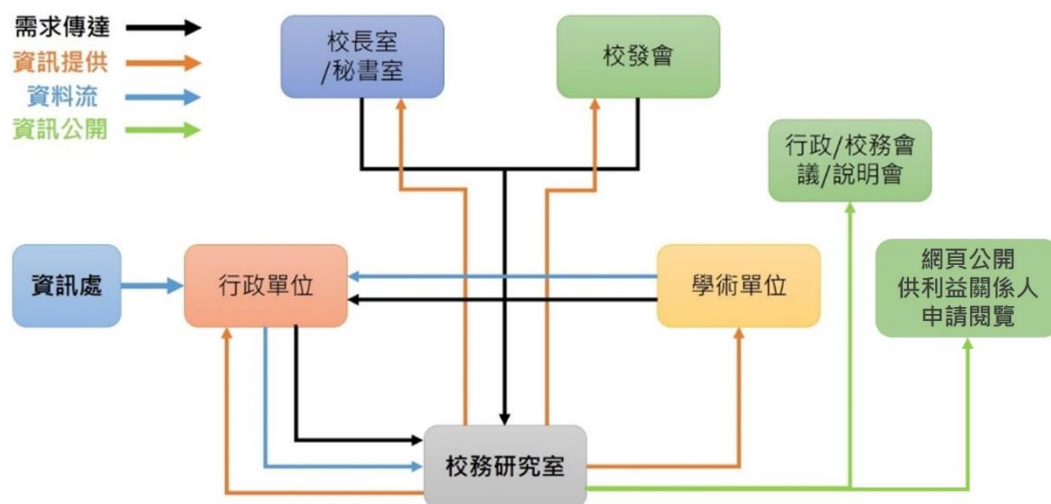 需求傳達
資訊提供
資料流
資訊公開
校長室
/秘書室
校發會
行政/校務會
議/說明會
資訊處
行政單位
學術單位
網頁公開
供利益關係人
申請閱覽
校務研究室